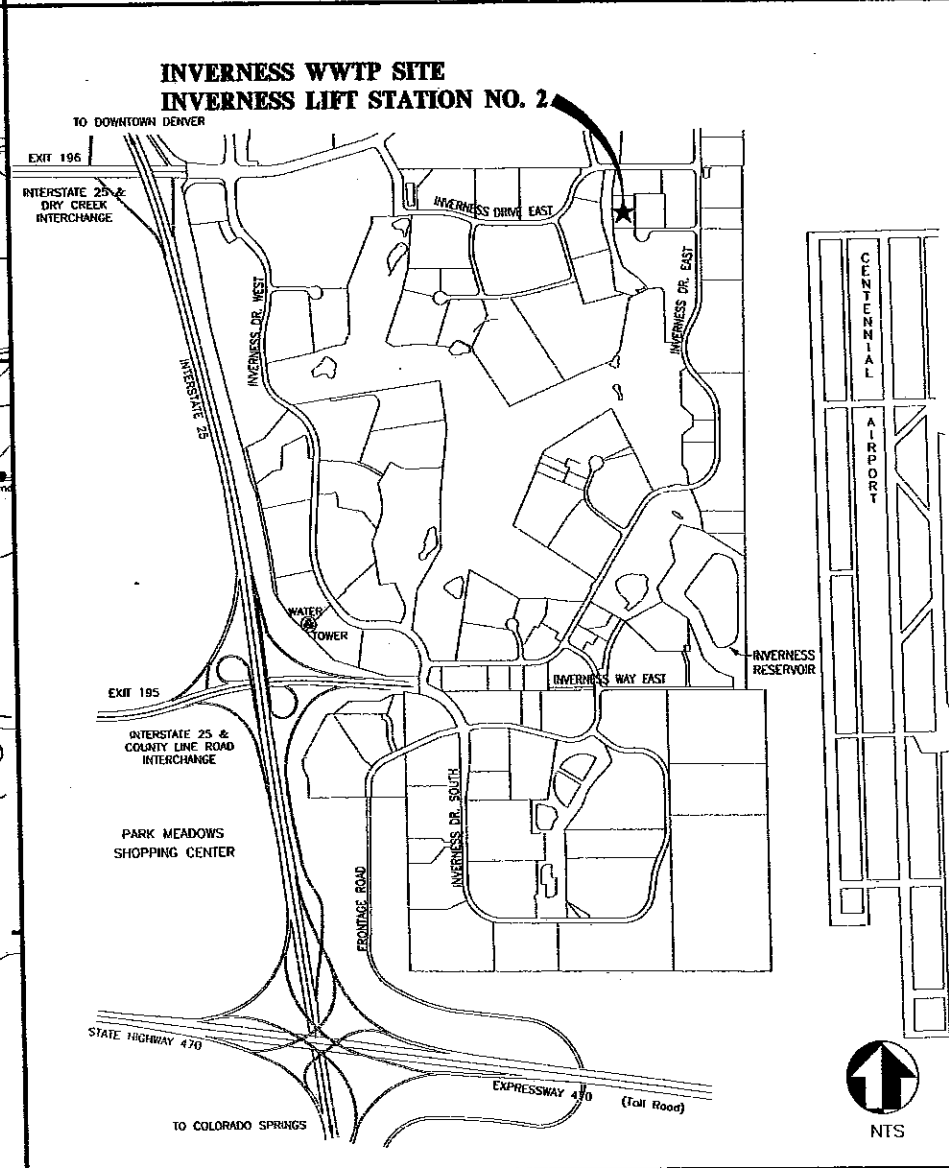 INVERNESS WWTP SITE
INVERNESS LIFT STATION NO. 2
TO DOWNTOWN DENVER
EXIT 196
INTERSTATE 25 &
DRY CREEK
INTERCHANGE
INVERNESS DRIVE EAST
INVERNESS DR. WEST
INVERNESS DR. EAST
INTERSTATE 25
CENTENNIAL
AIRPORT
WATER
TOWER
INVERNESS
RESERVOIR
EXIT 195
INVERNESS WAY EAST
INTERSTATE 25 &
COUNTY LINE ROAD
INTERCHANGE
PARK MEADOWS
SHOPPING CENTER
INVERNESS DR. SOUTH
FRONTAGE ROAD
STATE HIGHWAY 470
EXPRESSWAY 470
(Toll Road)
TO COLORADO SPRINGS
NTS